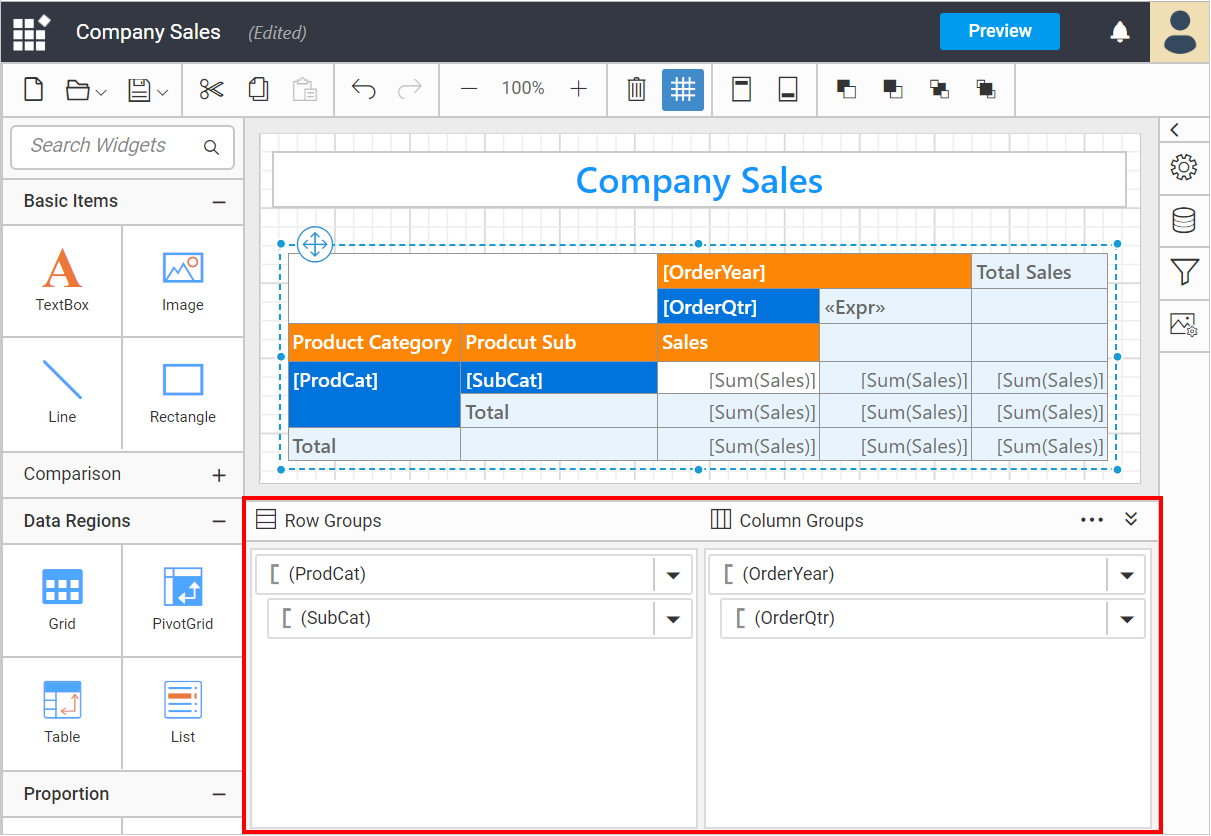 Company Sales (Edited) Preview
100%
Search Widgets
Basic Items
TextBox Image
Line Rectangle
Comparison
Data Regions
Grid PivotGrid
Table List
Proportion
Company Sales
[OrderYear] Total Sales
[OrderQtr] «Expr»
Product Category Prodcut Sub Sales
[ProdCat] [SubCat] [Sum(Sales)] [Sum(Sales)] [Sum(Sales)]
Total [Sum(Sales)] [Sum(Sales)] [Sum(Sales)]
Total [Sum(Sales)] [Sum(Sales)] [Sum(Sales)]
Row Groups Column Groups
(ProdCat) (OrderYear)
(SubCat) (OrderQtr)